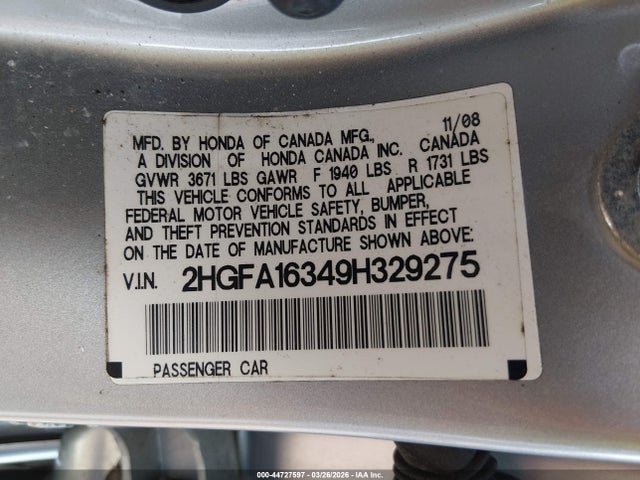 11/08
MFD. BY HONDA OF CANADA MFG.,
A DIVISION OF HONDA CANADA INC. CANADA
GVWR 3671 LBS GAWR F 1940 LBS R 1731 LBS
THIS VEHICLE CONFORMS TO ALL APPLICABLE
FEDERAL MOTOR VEHICLE SAFETY, BUMPER,
AND THEFT PREVENTION STANDARDS IN EFFECT
ON THE DATE OF MANUFACTURE SHOWN ABOVE:
V.I.N. 2HGFA16349H329275
PASSENGER CAR
000-44727597 | 03/26/2026 - IAA Inc.